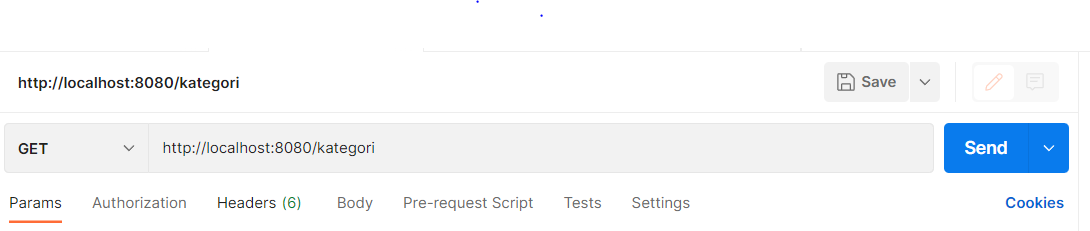 http://localhost:8080/kategori Save
GET http://localhost:8080/kategori Send
Params Authorization Headers (6) Body Pre-request Script Tests Settings Cookies